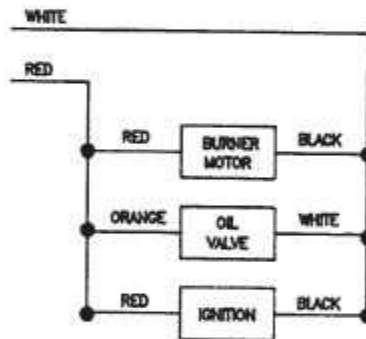 WHITE
RED
RED
BURNER
MOTOR
BLACK
ORANGE
OIL
VALVE
WHITE
RED
IGNITION
BLACK